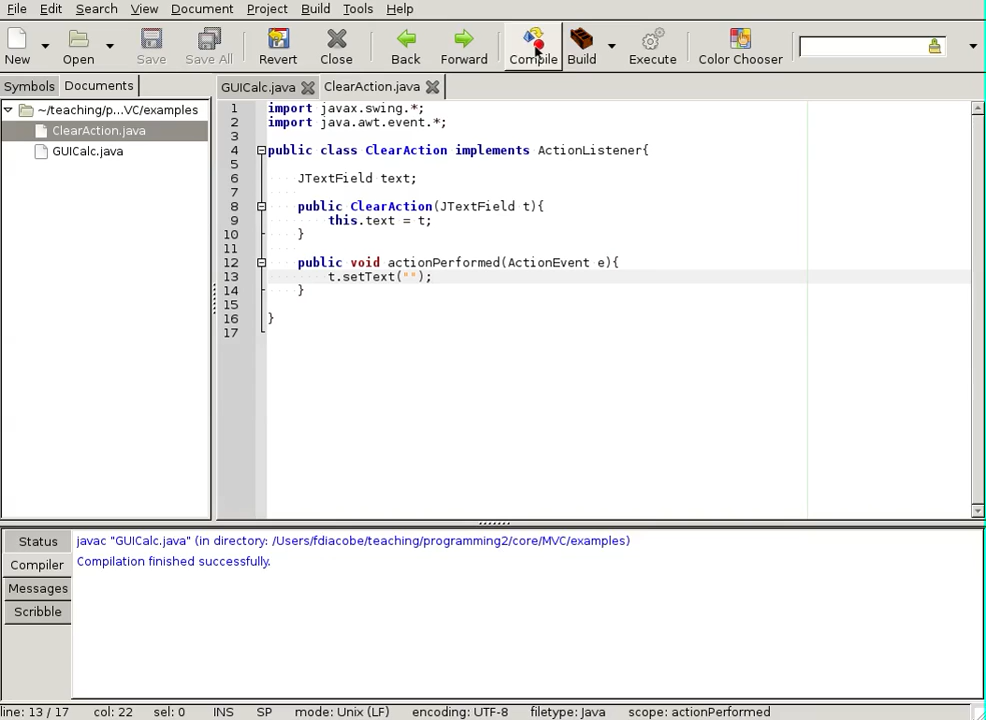 File Edit Search View Document Project Build Tools Help
New Open Save Save All Revert Close Back Forward Compile Build Execute Color Chooser
Symbols Documents GUICalc.java ClearAction.java
~/teaching/p...VC/examples
ClearAction.java
GUICalc.java
1 import javax.swing.*;
2 import java.awt.event.*;
3
4 public class ClearAction implements ActionListener{
5
6 JTextField text;
7
8 public ClearAction(JTextField t){
9 this.text = t;
10 }
11
12 public void actionPerformed(ActionEvent e){
13 t.setText("");
14 }
15
16 }
17
Status
Compiler
Messages
Scribble
javac "GUICalc.java" (in directory: /Users/fdiacobe/teaching/programming2/core/MVC/examples)
Compilation finished successfully.
line: 13 / 17 col: 22 sel: 0 INS SP mode: Unix (LF) encoding: UTF-8 filetype: Java scope: actionPerformed